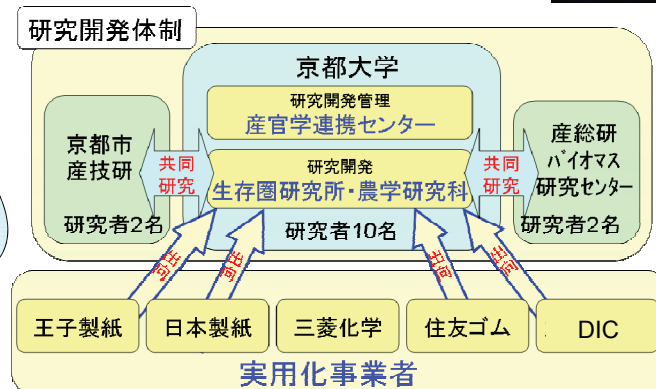 研究開発体制
京都大学
研究開発管理
産官学連携センター
京都市
産技研
研究者2名
共同
研究
研究開発
生存圏研究所・農学研究科
研究者10名
共同
研究
産総研
バイオマス
研究センター
研究者2名
出向
出向
出向
出向
王子製紙
日本製紙
三菱化学
住友ゴム
DIC
実用化事業者